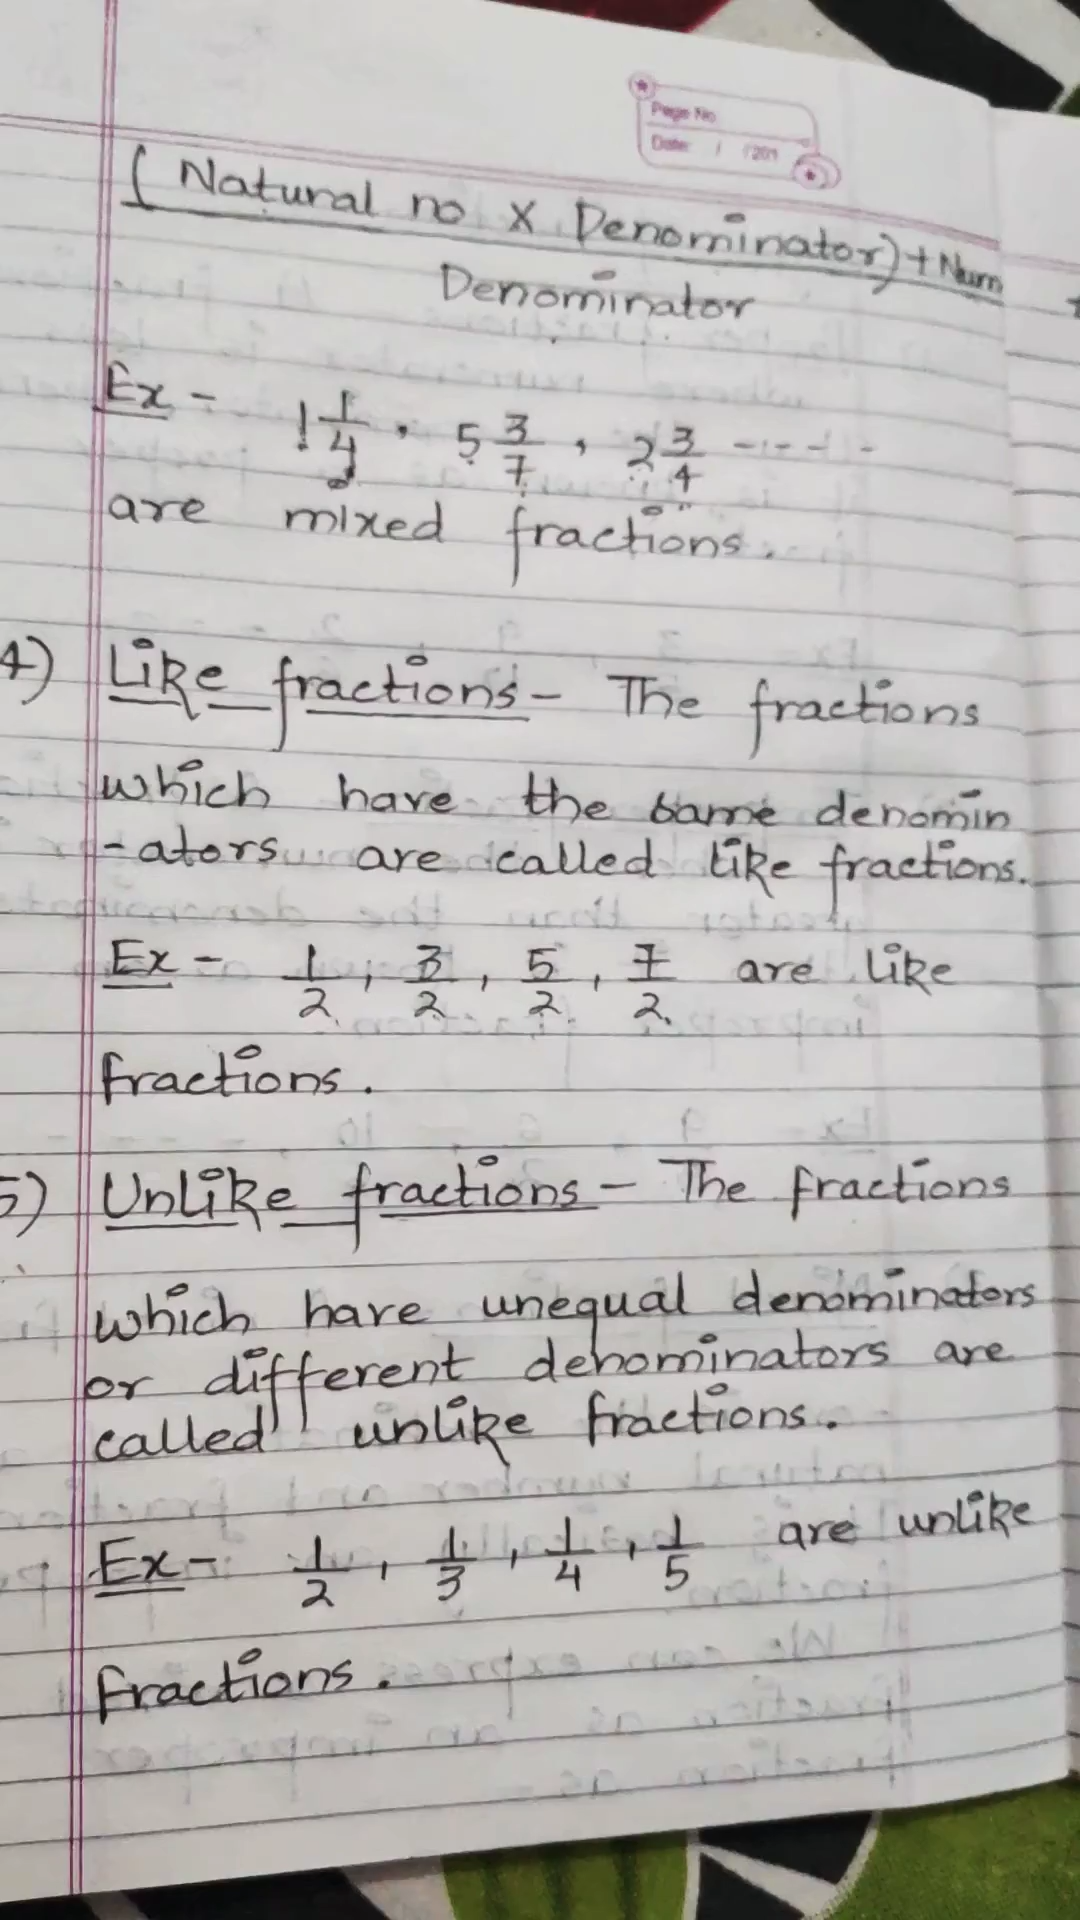 Page No.
Date: / /201
(Natural no X Denominator) + Num
Denominator
Ex - 1 1/4, 5 3/7, 2 3/4 -----
are mixed fractions.
4) Like fractions - The fractions
which have the same denomin
-ators are called like fractions.
Ex - 1/2, 3/2, 5/2, 7/2 are like
fractions.
5) Unlike fractions - The fractions
which have unequal denominators
or different denominators are
called unlike fractions.
Ex - 1/2, 1/3, 1/4, 1/5 are unlike
fractions.